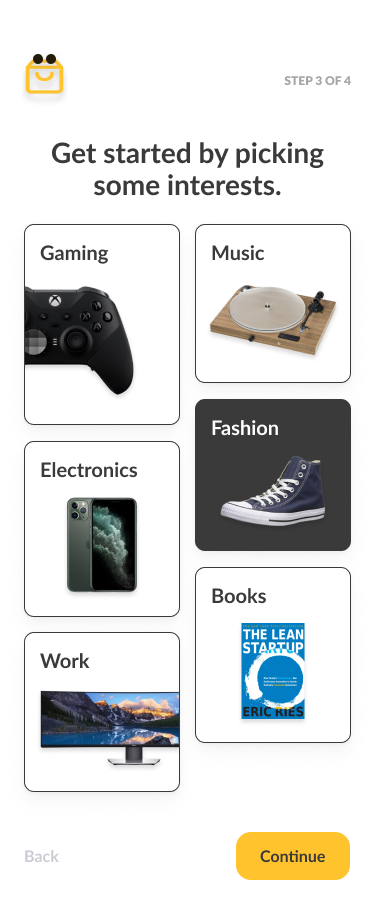 STEP 3 OF 4
Get started by picking
some interests.
Gaming
Music
Fashion
Electronics
Books
THE LEAN
STARTUP
ERIC RIES
Work
Back
Continue